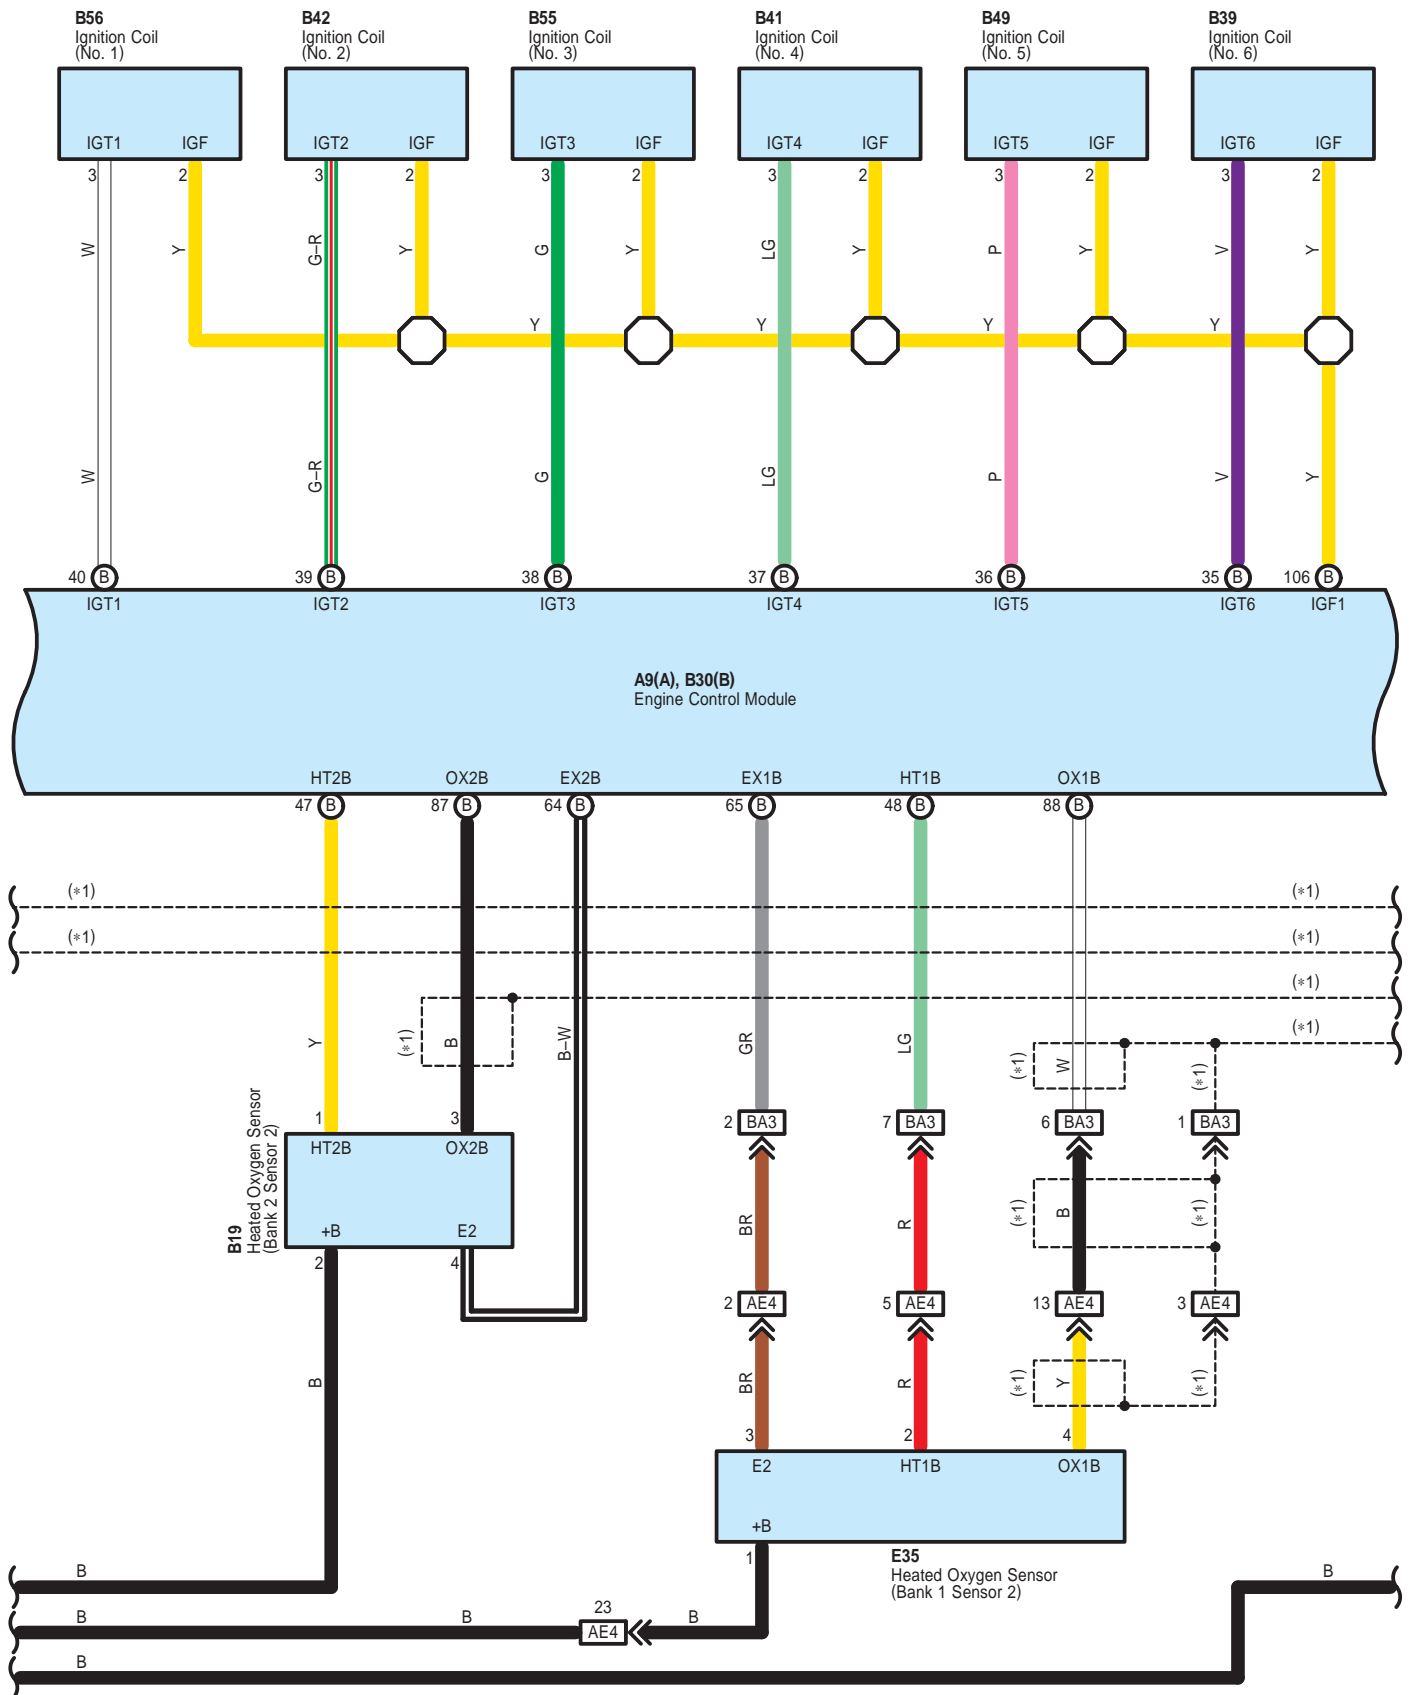 B56 B42 B55 B41 B49 B39
Ignition Coil Ignition Coil Ignition Coil Ignition Coil Ignition Coil Ignition Coil
(No. 1) (No. 2) (No. 3) (No. 4) (No. 5) (No. 6)
IGT1 IGF IGT2 IGF IGT3 IGF IGT4 IGF IGT5 IGF IGT6 IGF
3 2 3 2 3 2 3 2 3 2 3 2
W Y G–R Y G Y LG Y P Y V Y
Y Y Y Y
W G–R G LG P V Y
40 B 39 B 38 B 37 B 36 B 35 B 106 B
IGT1 IGT2 IGT3 IGT4 IGT5 IGT6 IGF1
A9(A), B30(B)
Engine Control Module
HT2B OX2B EX2B EX1B HT1B OX1B
47 B 87 B 64 B 65 B 48 B 88 B
(*1) (*1)
(*1) (*1)
(*1)
(*1)
Y (*1) B B–W GR LG (*1) W (*1)
1 3 2 BA3 7 BA3 6 BA3 1 BA3
HT2B OX2B
B19
Heated Oxygen Sensor
(Bank 2 Sensor 2)
+B E2
BR R (*1) B (*1)
2 4
2 AE4 5 AE4 13 AE4 3 AE4
B BR R (*1) Y (*1)
3 2 4
E2 HT1B OX1B
+B
1
E35
Heated Oxygen Sensor
(Bank 1 Sensor 2)
B B
23
B B AE4 B
B